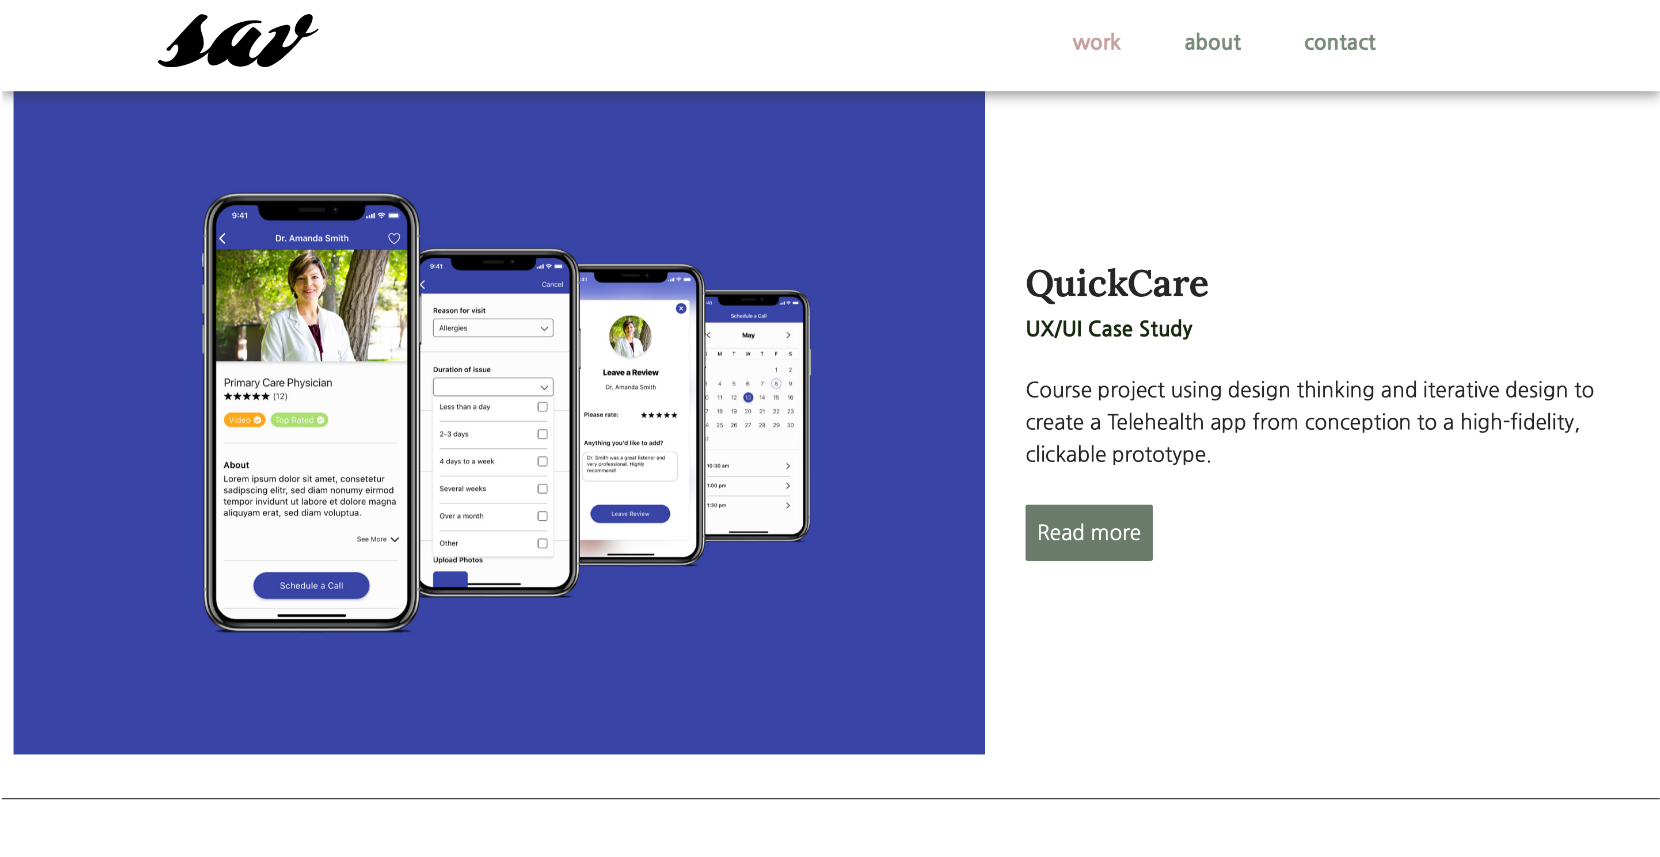 sav
work about contact
9:41
Dr. Amanda Smith
Primary Care Physician
★★★★★ (12)
Video Top Rated
About
Lorem ipsum dolor sit amet, consetetur
sadipscing elitr, sed diam nonumy eirmod
tempor invidunt ut labore et dolore magna
aliquyam erat, sed diam voluptua.
See More
Schedule a Call
9:41
Cancel
Reason for visit
Allergies
Duration of issue
Less than a day
2-3 days
4 days to a week
Several weeks
Over a month
Other
Upload Photos
Leave a Review
Dr. Amanda Smith
Please rate: ★★★★★
Anything you'd like to add?
Dr. Smith was a great listener and
very professional. Highly
recommend!
Leave Review
Schedule a Call
May
M T W T F S
1 2
4 5 6 7 8 9
11 12 13 14 15 16
18 19 20 21 22 23
25 26 27 28 29 30
10:30 am
1:00 pm
1:30 pm
QuickCare
UX/UI Case Study
Course project using design thinking and iterative design to
create a Telehealth app from conception to a high-fidelity,
clickable prototype.
Read more